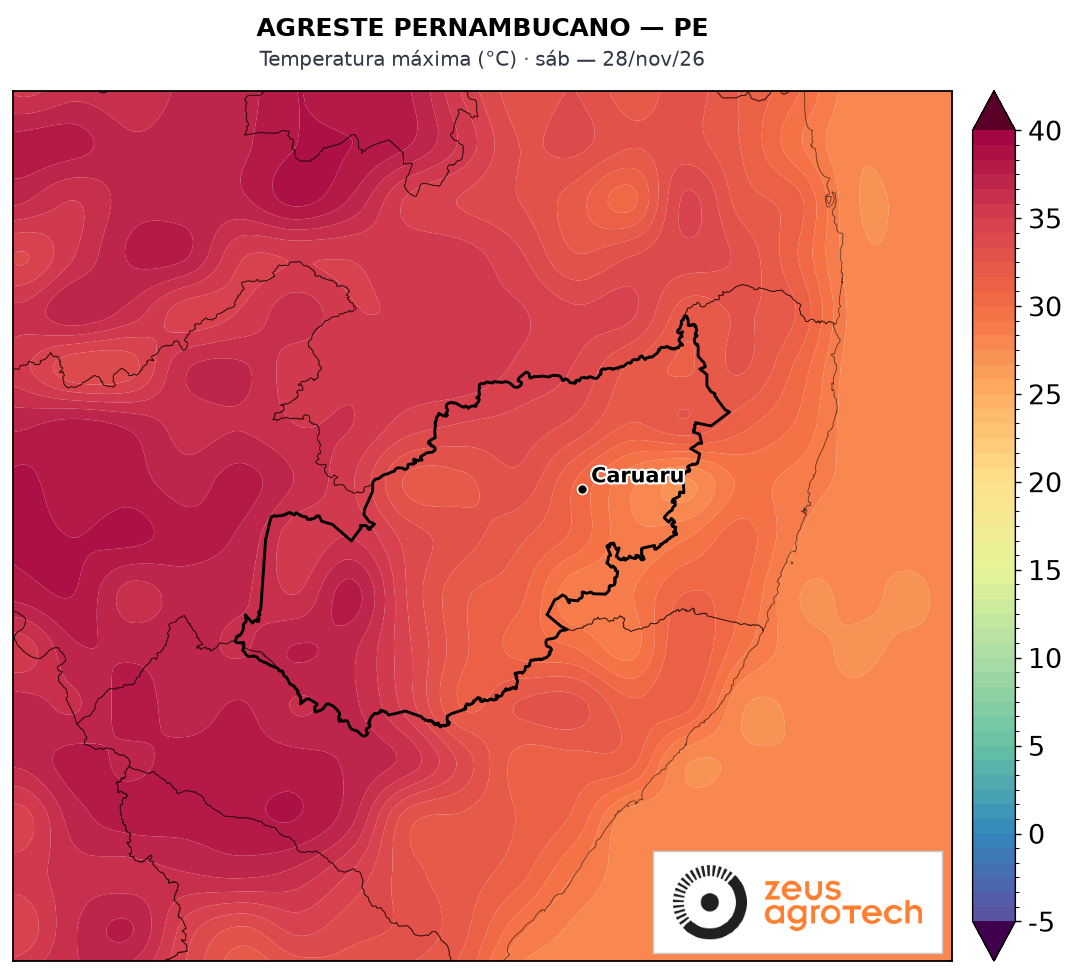 AGRESTE PERNAMBUCANO — PE
Temperatura máxima (°C) · sáb — 28/nov/26
40
35
30
25
20
15
10
5
0
-5
Caruaru
zeus
agrotech